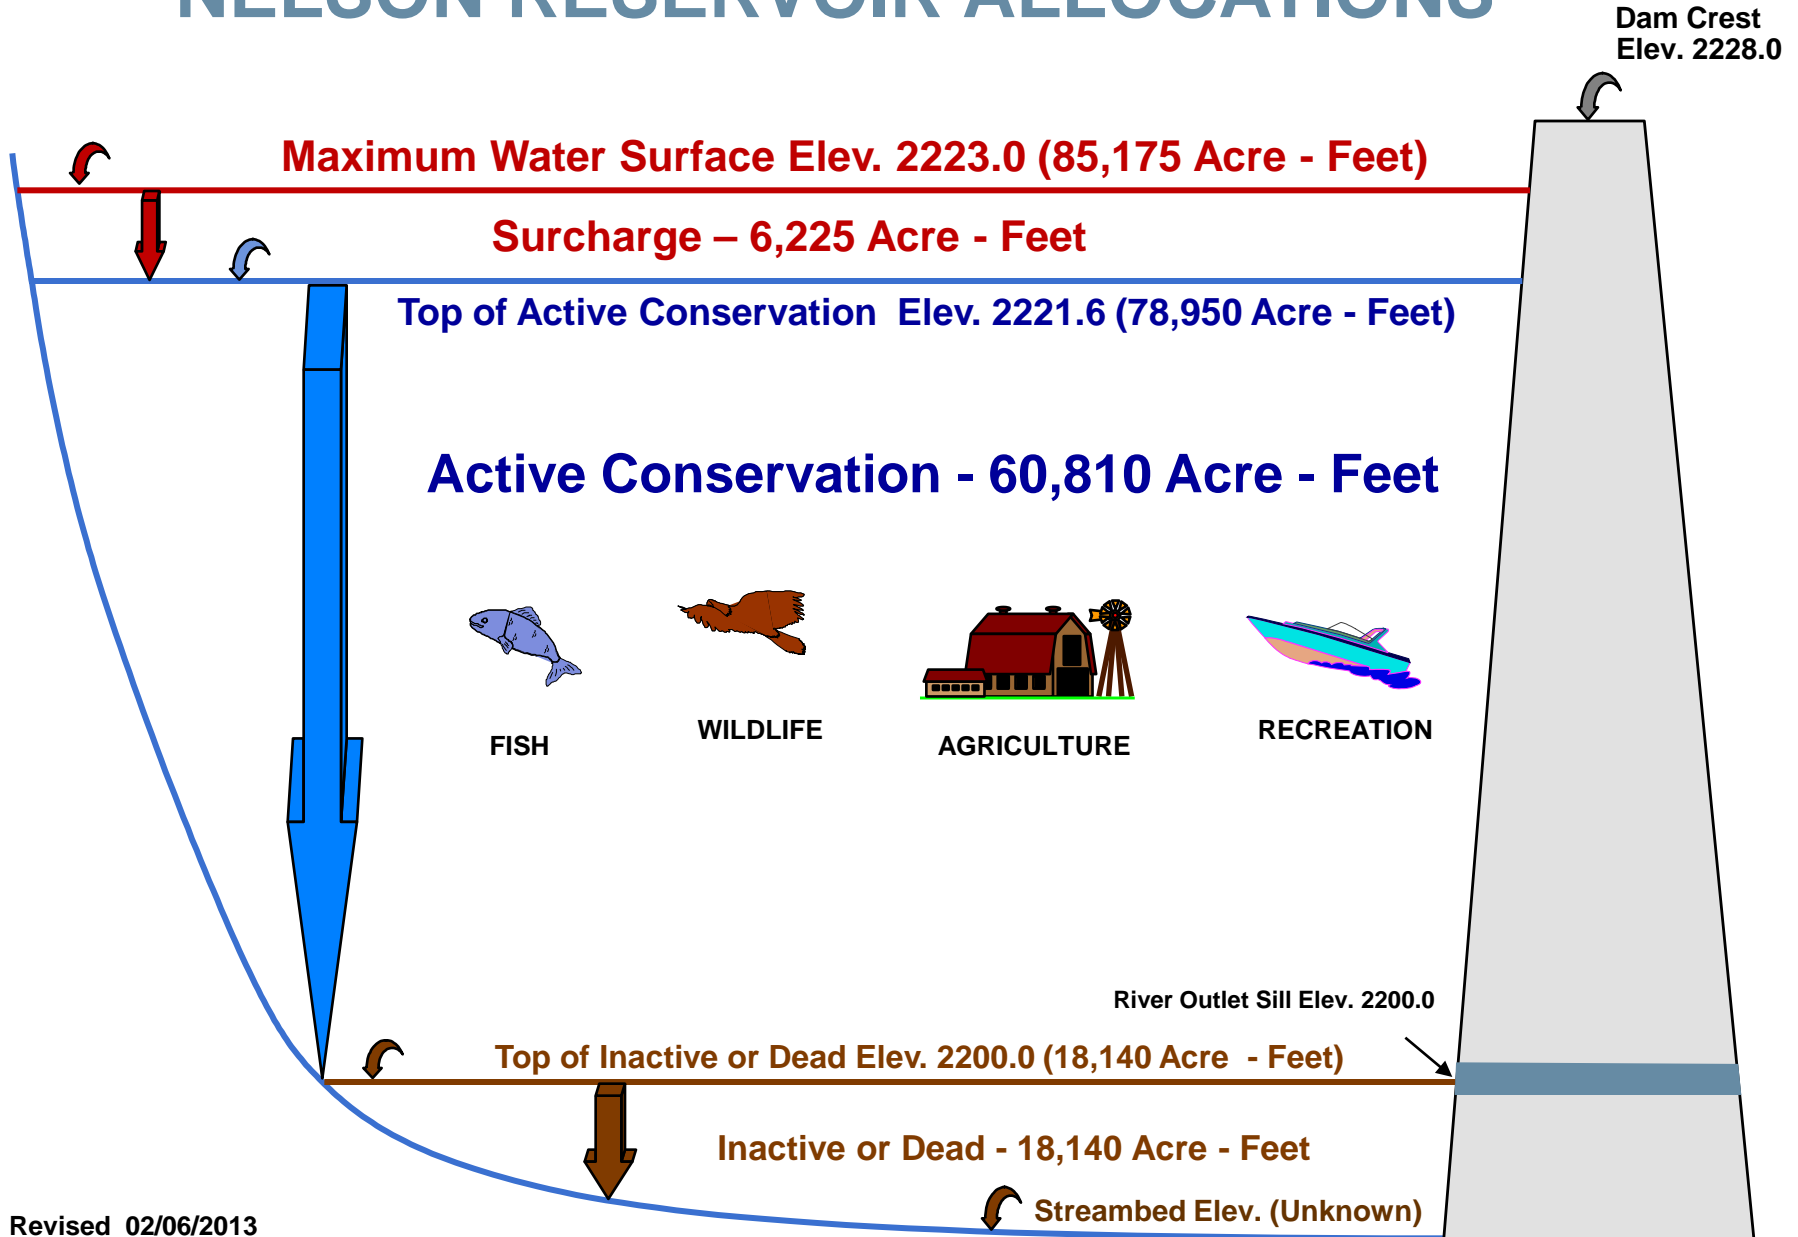 NELSON RESERVOIR ALLOCATIONS
Dam Crest
Elev. 2228.0
Maximum Water Surface Elev. 2223.0 (85,175 Acre - Feet)
Surcharge – 6,225 Acre - Feet
Top of Active Conservation  Elev. 2221.6 (78,950 Acre - Feet)
Active Conservation - 60,810 Acre - Feet
FISH
WILDLIFE
AGRICULTURE
RECREATION
River Outlet Sill Elev. 2200.0
Top of Inactive or Dead Elev. 2200.0 (18,140 Acre  - Feet)
Inactive or Dead - 18,140 Acre - Feet
Streambed Elev. (Unknown)
Revised  02/06/2013